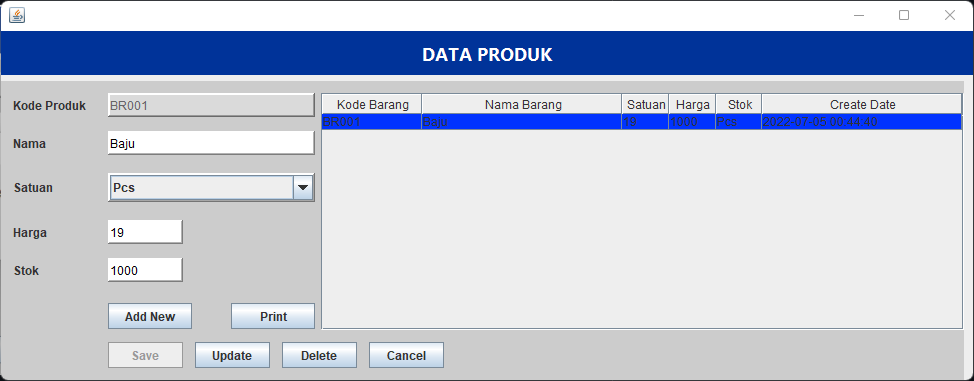 DATA PRODUK
Kode Produk BR001
Nama Baju
Satuan Pcs
Harga 19
Stok 1000
Add New Print
Save Update Delete Cancel
Kode Barang Nama Barang Satuan Harga Stok Create Date
BR001 Baju 19 1000 Pcs 2022-07-05 00:44:40